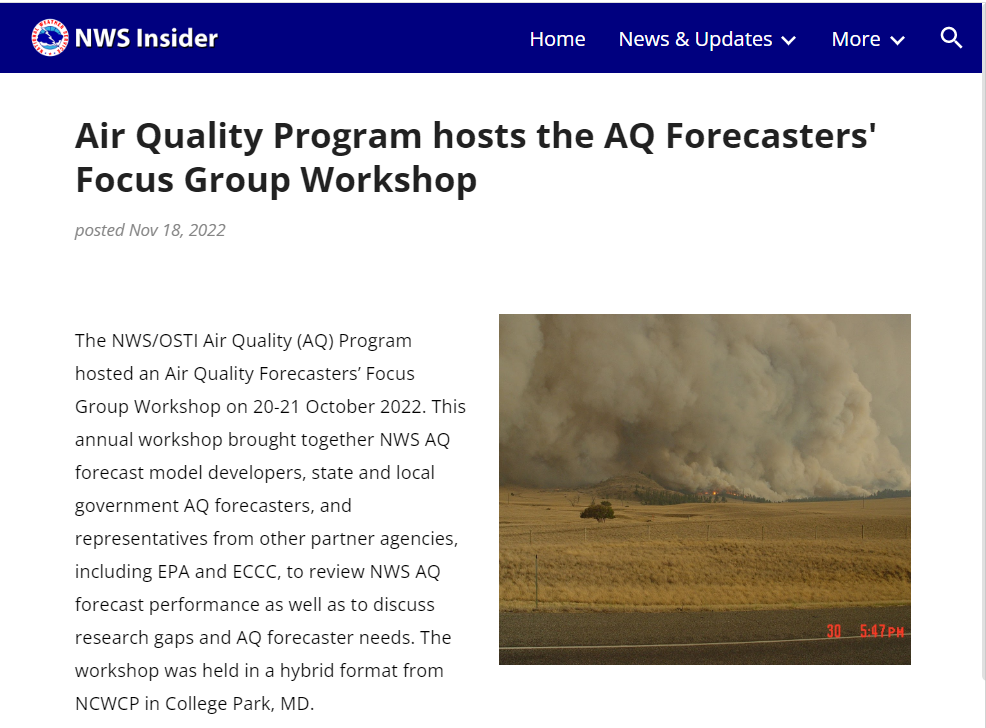 NWS Insider
Home
News & Updates
More
Air Quality Program hosts the AQ Forecasters'
Focus Group Workshop
posted Nov 18, 2022
The NWS/OSTI Air Quality (AQ) Program
hosted an Air Quality Forecasters’ Focus
Group Workshop on 20-21 October 2022. This
annual workshop brought together NWS AQ
forecast model developers, state and local
government AQ forecasters, and
representatives from other partner agencies,
including EPA and ECCC, to review NWS AQ
forecast performance as well as to discuss
research gaps and AQ forecaster needs. The
workshop was held in a hybrid format from
NCWCP in College Park, MD.
30 5:47PM